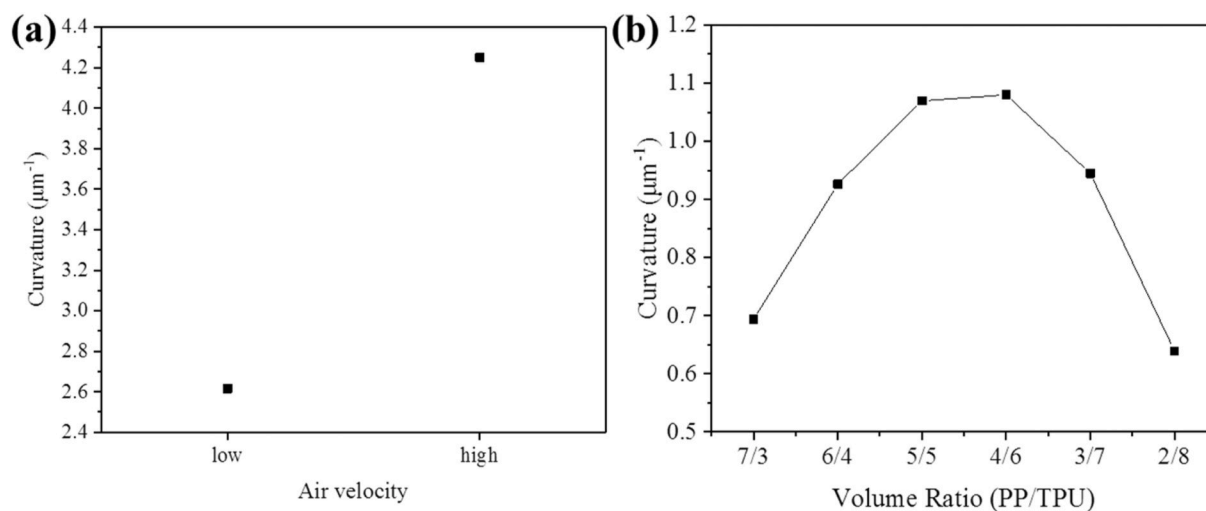 (a)
4.4
4.2
4.0
3.8
3.6
3.4
3.2
3.0
2.8
2.6
2.4
Curvature (μm⁻¹)
low high
Air velocity
(b)
1.2
1.1
1.0
0.9
0.8
0.7
0.6
0.5
Curvature (μm⁻¹)
7/3 6/4 5/5 4/6 3/7 2/8
Volume Ratio (PP/TPU)